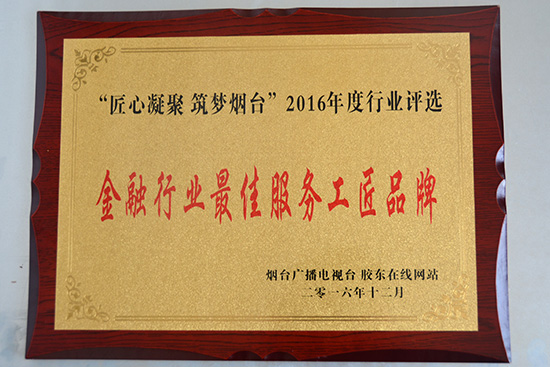 “匠心凝聚 筑梦烟台”2016年度行业评选
金融行业最佳服务工匠品牌
烟台广播电视台 胶东在线网站
二零一六年十二月